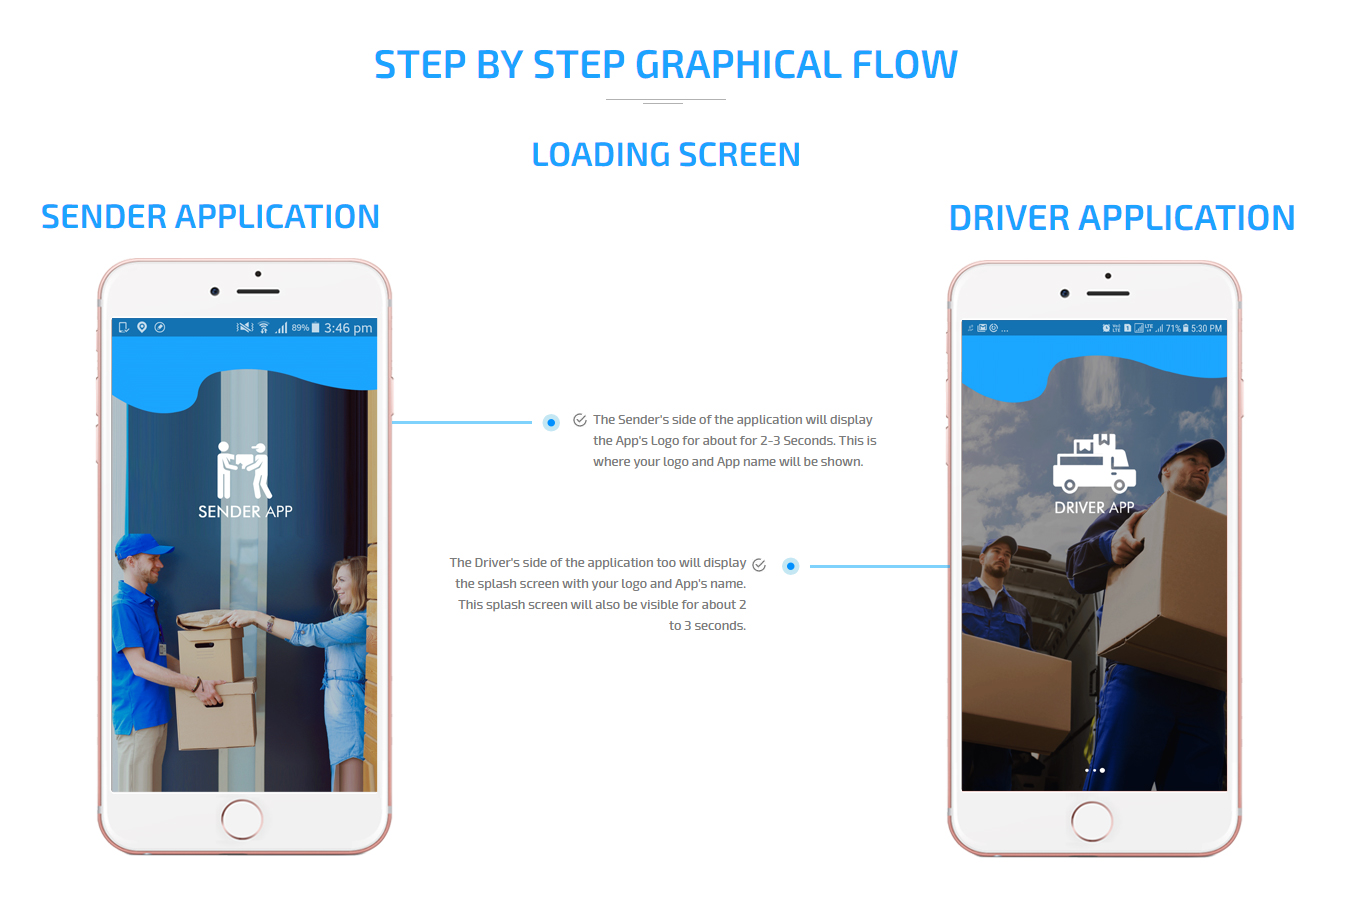 STEP BY STEP GRAPHICAL FLOW
LOADING SCREEN
SENDER APPLICATION
DRIVER APPLICATION
89% 3:46 pm
SENDER APP
The Sender's side of the application will display
the App's Logo for about for 2-3 Seconds. This is
where your logo and App name will be shown.
The Driver's side of the application too will display
the splash screen with your logo and App's name.
This splash screen will also be visible for about 2
to 3 seconds.
... LTE 71% 5:30 PM
DRIVER APP